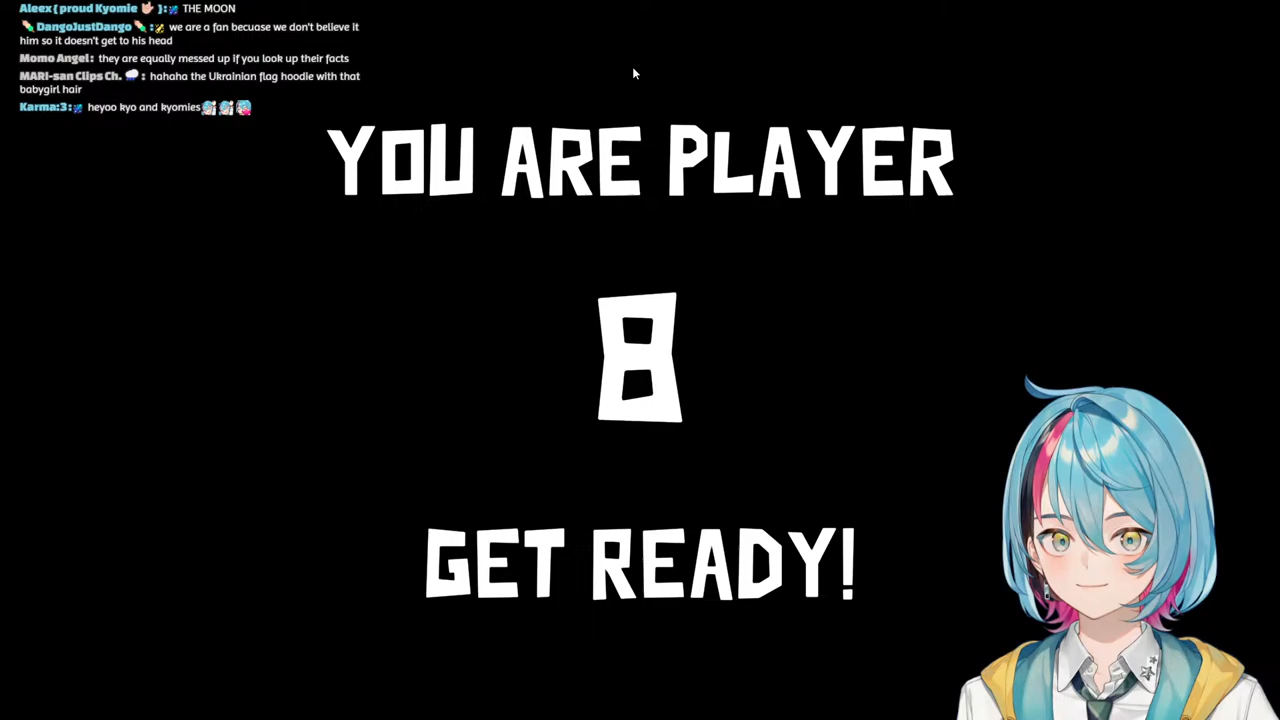 Aleex { proud Kyomie }: THE MOON
DangoJustDango : we are a fan becuase we don't believe it
him so it doesn't get to his head
Momo Angel: they are equally messed up if you look up their facts
MARI-san Clips Ch. : hahaha the Ukrainian flag hoodie with that
babygirl hair
Karma:3: heyoo kyo and kyomies
YOU ARE PLAYER
8
GET READY!